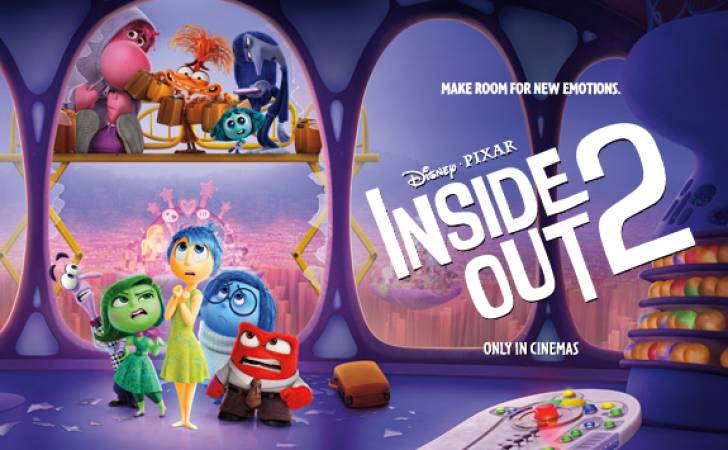 MAKE ROOM FOR NEW EMOTIONS.
DISNEY · PIXAR
INSIDE
OUT 2
ONLY IN CINEMAS